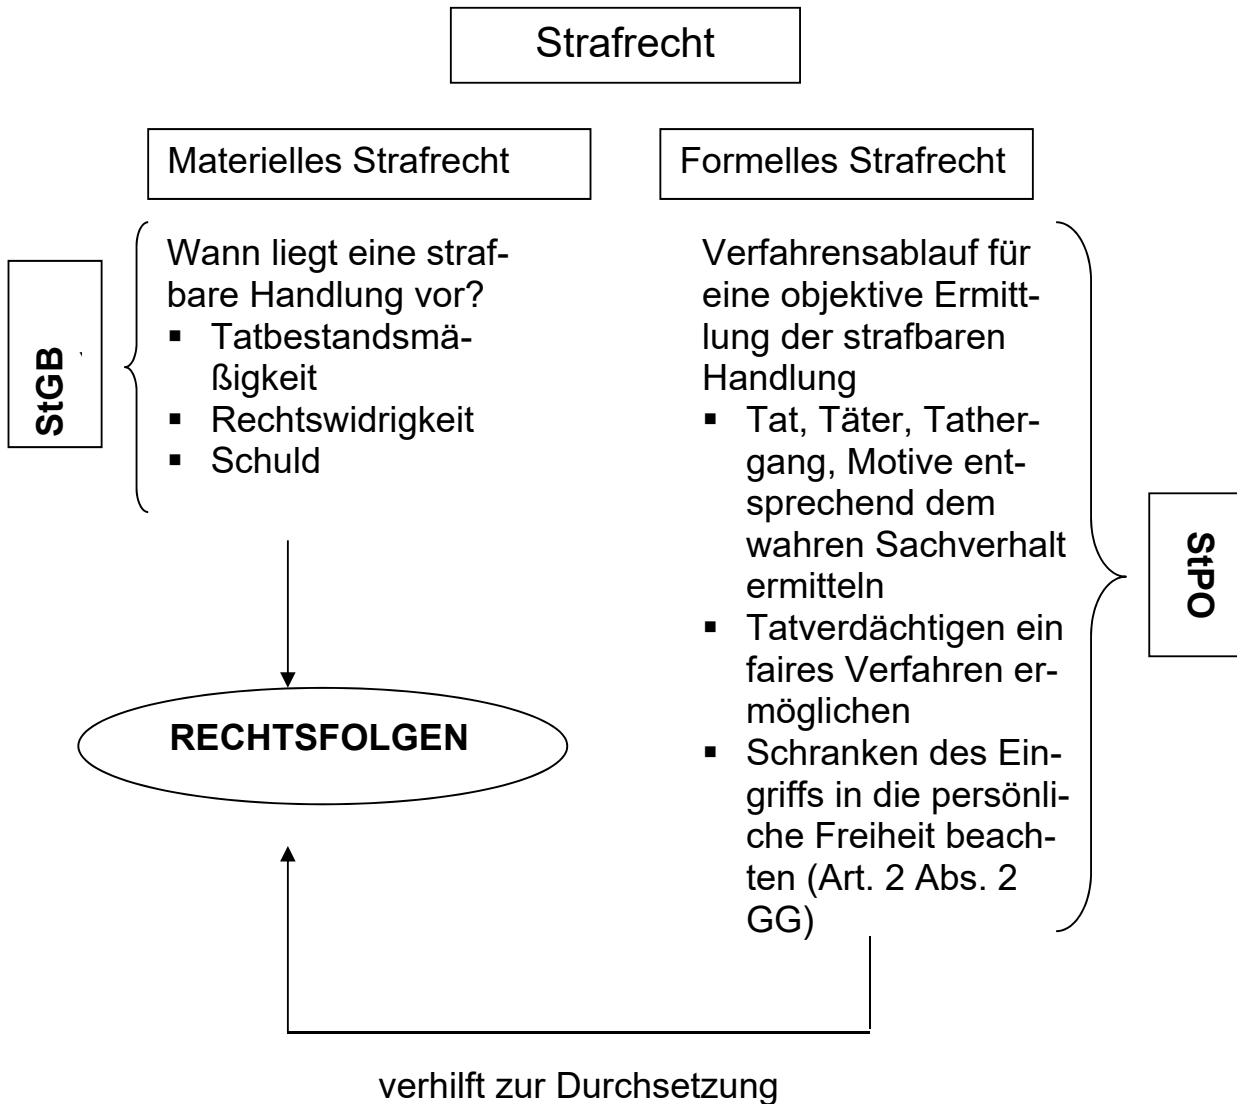 Strafrecht
Materielles Strafrecht
Formelles Strafrecht
StGB
Wann liegt eine straf-
bare Handlung vor?
▪ Tatbestandsmä-
ßigkeit
▪ Rechtswidrigkeit
▪ Schuld
RECHTSFOLGEN
Verfahrensablauf für
eine objektive Ermitt-
lung der strafbaren
Handlung
▪ Tat, Täter, Tather-
gang, Motive ent-
sprechend dem
wahren Sachverhalt
ermitteln
▪ Tatverdächtigen ein
faires Verfahren er-
möglichen
▪ Schranken des Ein-
griffs in die persönli-
che Freiheit beach-
ten (Art. 2 Abs. 2
GG)
StPO
verhilft zur Durchsetzung